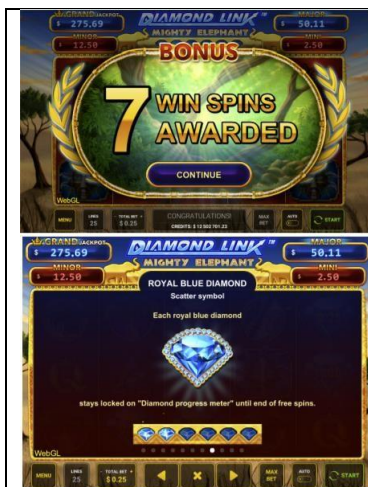 GRAND JACKPOT
DIAMOND LINK™
MAJOR
$ 275,69
MIGHTY ELEPHANT
$ 50,11
MINOR
BONUS
MINI
$ 12.50
$ 2.50
7 WIN SPINS
AWARDED
CONTINUE
WebGL
MENU
LINES
25
- TOTAL BET +
$ 0.25
CONGRATULATIONS!
MAX
BET
AUTO
START
GRAND JACKPOT
DIAMOND LINK™
MAJOR
$ 275,69
MIGHTY ELEPHANT
$ 50,11
MINOR
MINI
$ 12.50
$ 2.50
ROYAL BLUE DIAMOND
Scatter symbol
Each royal blue diamond
stays locked on "Diamond progress meter" until end of free spins.
WebGL
MENU
LINES
25
- TOTAL BET +
$ 0.25
MAX
BET
AUTO
START